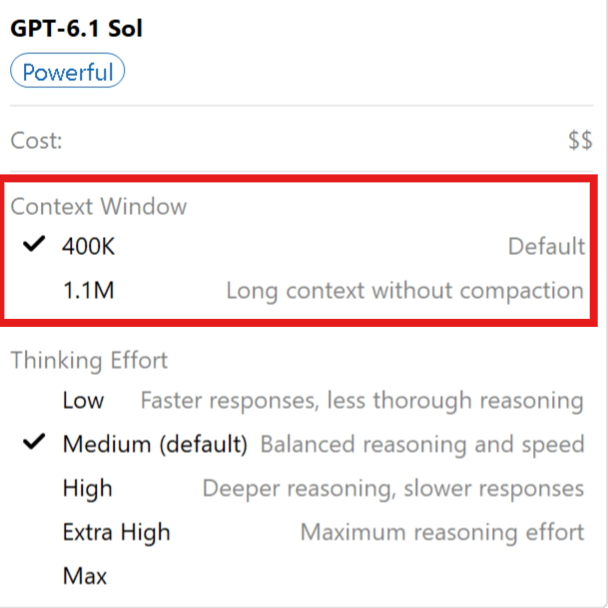 GPT-6.1 Sol
Powerful
Cost: $$
Context Window
400K Default
1.1M Long context without compaction
Thinking Effort
Low Faster responses, less thorough reasoning
Medium (default) Balanced reasoning and speed
High Deeper reasoning, slower responses
Extra High Maximum reasoning effort
Max